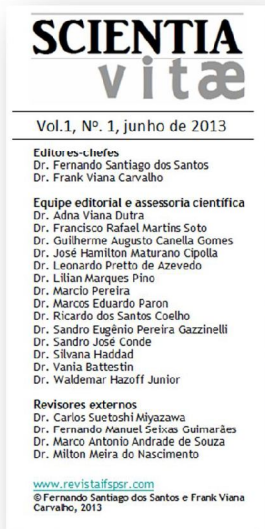 SCIENTIA
vitæ
Vol.1, Nº. 1, junho de 2013
Editores-chefes
Dr. Fernando Santiago dos Santos
Dr. Frank Viana Carvalho
Equipe editorial e assessoria científica
Dr. Adna Viana Dutra
Dr. Francisco Rafael Martins Soto
Dr. Guilherme Augusto Canella Gomes
Dr. José Hamilton Maturano Cipolla
Dr. Leonardo Pretto de Azevedo
Dr. Lilian Marques Pino
Dr. Marcio Pereira
Dr. Marcos Eduardo Paron
Dr. Ricardo dos Santos Coelho
Dr. Sandro Eugênio Pereira Gazzinelli
Dr. Sandro José Conde
Dr. Silvana Haddad
Dr. Vania Battestin
Dr. Waldemar Hazoff Junior
Revisores externos
Dr. Carlos Suetoshi Miyazawa
Dr. Fernando Manuel Seixas Guimarães
Dr. Marco Antonio Andrade de Souza
Dr. Milton Meira do Nascimento
www.revistaifspsr.com
© Fernando Santiago dos Santos e Frank Viana
Carvalho, 2013